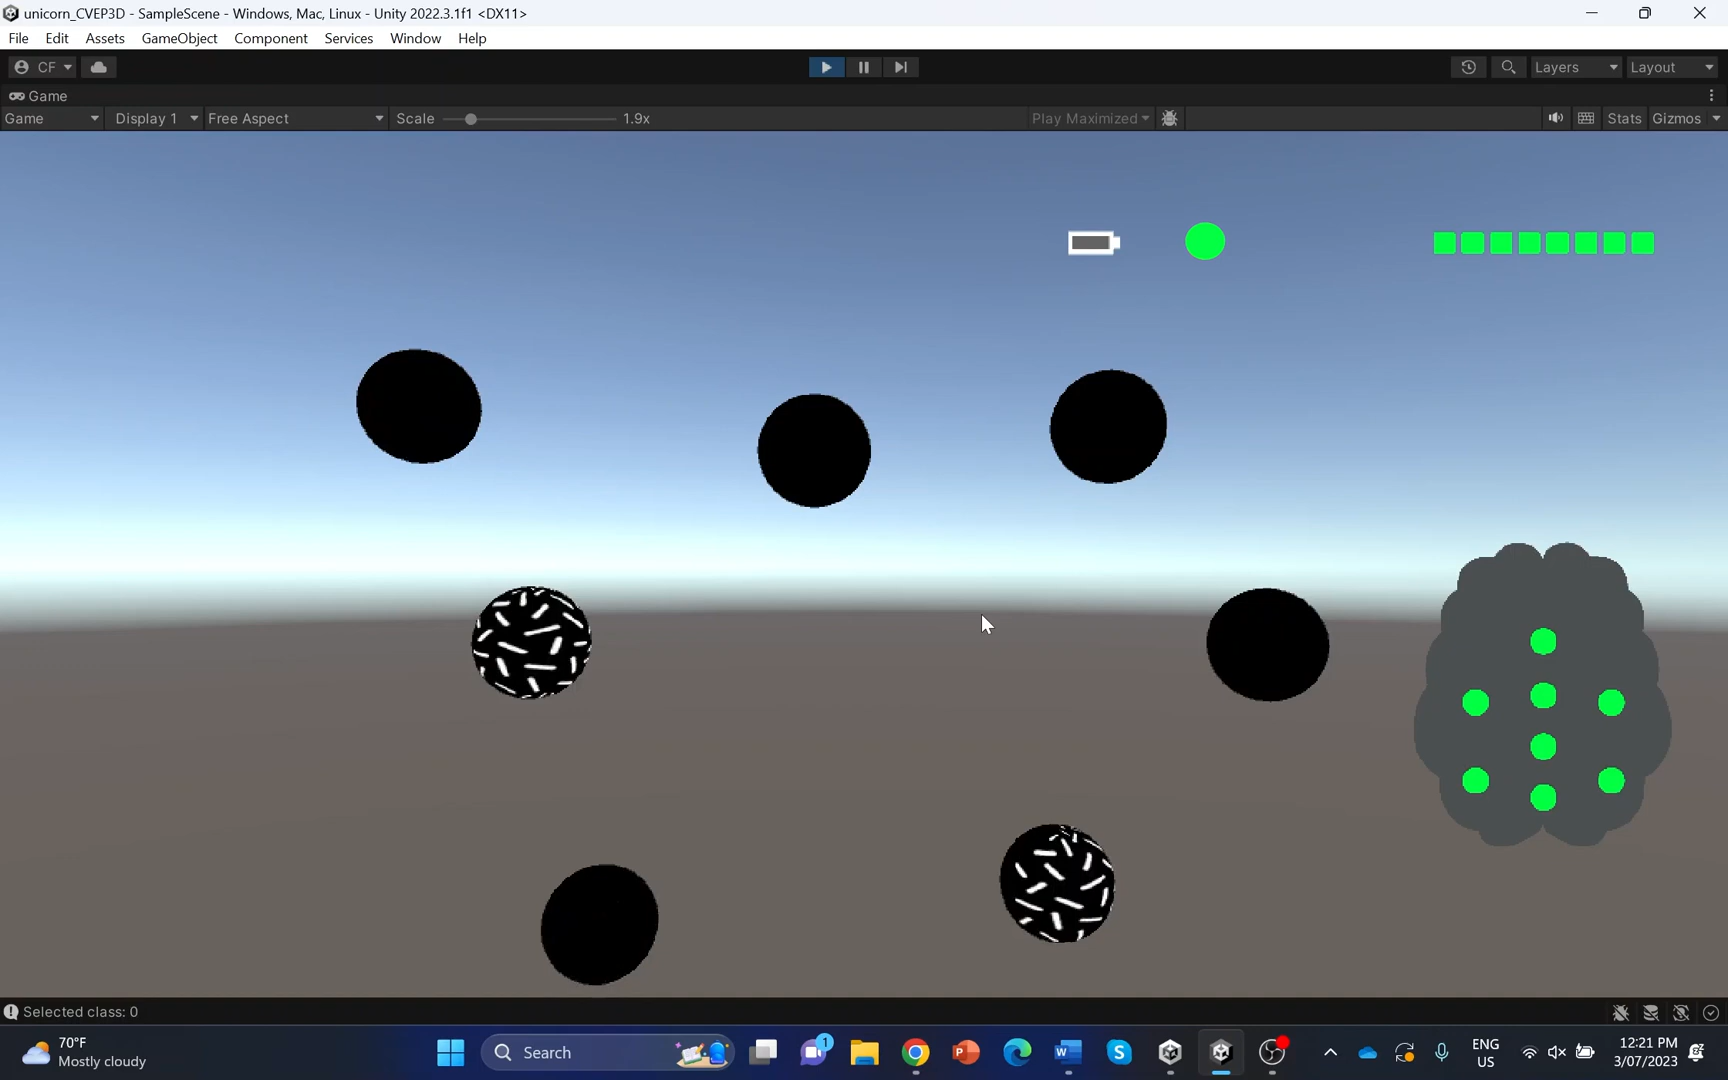 unicorn_CVEP3D - SampleScene - Windows, Mac, Linux - Unity 2022.3.1f1 <DX11>
File Edit Assets GameObject Component Services Window Help
CF Layers Layout
Game
Game Display 1 Free Aspect Scale 1.9x Play Maximized Stats Gizmos
Selected class: 0
70°F
Mostly cloudy
Search
1
ENG
US
12:21 PM
3/07/2023